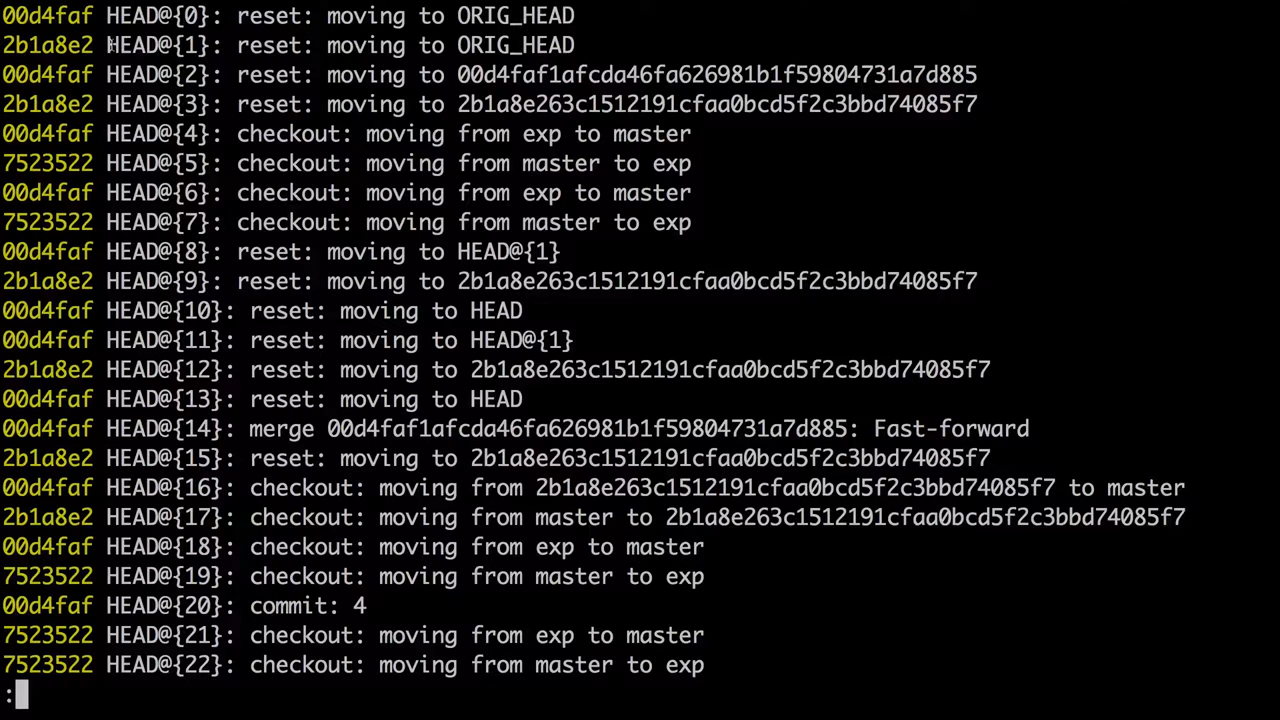 00d4faf HEAD@{0}: reset: moving to ORIG_HEAD
2b1a8e2 HEAD@{1}: reset: moving to ORIG_HEAD
00d4faf HEAD@{2}: reset: moving to 00d4faf1afcda46fa626981b1f59804731a7d885
2b1a8e2 HEAD@{3}: reset: moving to 2b1a8e263c1512191cfaa0bcd5f2c3bbd74085f7
00d4faf HEAD@{4}: checkout: moving from exp to master
7523522 HEAD@{5}: checkout: moving from master to exp
00d4faf HEAD@{6}: checkout: moving from exp to master
7523522 HEAD@{7}: checkout: moving from master to exp
00d4faf HEAD@{8}: reset: moving to HEAD@{1}
2b1a8e2 HEAD@{9}: reset: moving to 2b1a8e263c1512191cfaa0bcd5f2c3bbd74085f7
00d4faf HEAD@{10}: reset: moving to HEAD
00d4faf HEAD@{11}: reset: moving to HEAD@{1}
2b1a8e2 HEAD@{12}: reset: moving to 2b1a8e263c1512191cfaa0bcd5f2c3bbd74085f7
00d4faf HEAD@{13}: reset: moving to HEAD
00d4faf HEAD@{14}: merge 00d4faf1afcda46fa626981b1f59804731a7d885: Fast-forward
2b1a8e2 HEAD@{15}: reset: moving to 2b1a8e263c1512191cfaa0bcd5f2c3bbd74085f7
00d4faf HEAD@{16}: checkout: moving from 2b1a8e263c1512191cfaa0bcd5f2c3bbd74085f7 to master
2b1a8e2 HEAD@{17}: checkout: moving from master to 2b1a8e263c1512191cfaa0bcd5f2c3bbd74085f7
00d4faf HEAD@{18}: checkout: moving from exp to master
7523522 HEAD@{19}: checkout: moving from master to exp
00d4faf HEAD@{20}: commit: 4
7523522 HEAD@{21}: checkout: moving from exp to master
7523522 HEAD@{22}: checkout: moving from master to exp
: